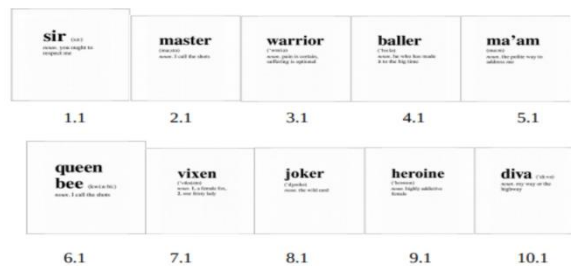 sir
noun. you ought to
respect me
master
noun. I call the shots
warrior
noun. pain is certain,
suffering is optional
baller
noun. he who has made
it to the big time
ma'am
noun. the polite way to
address me
1.1 2.1 3.1 4.1 5.1
queen
bee
noun. I call the shots
vixen
noun. 1, a female fox,
2, one feisty lady
joker
noun. the wild card
heroine
noun. highly addictive
female
diva
noun. my way or the
highway
6.1 7.1 8.1 9.1 10.1